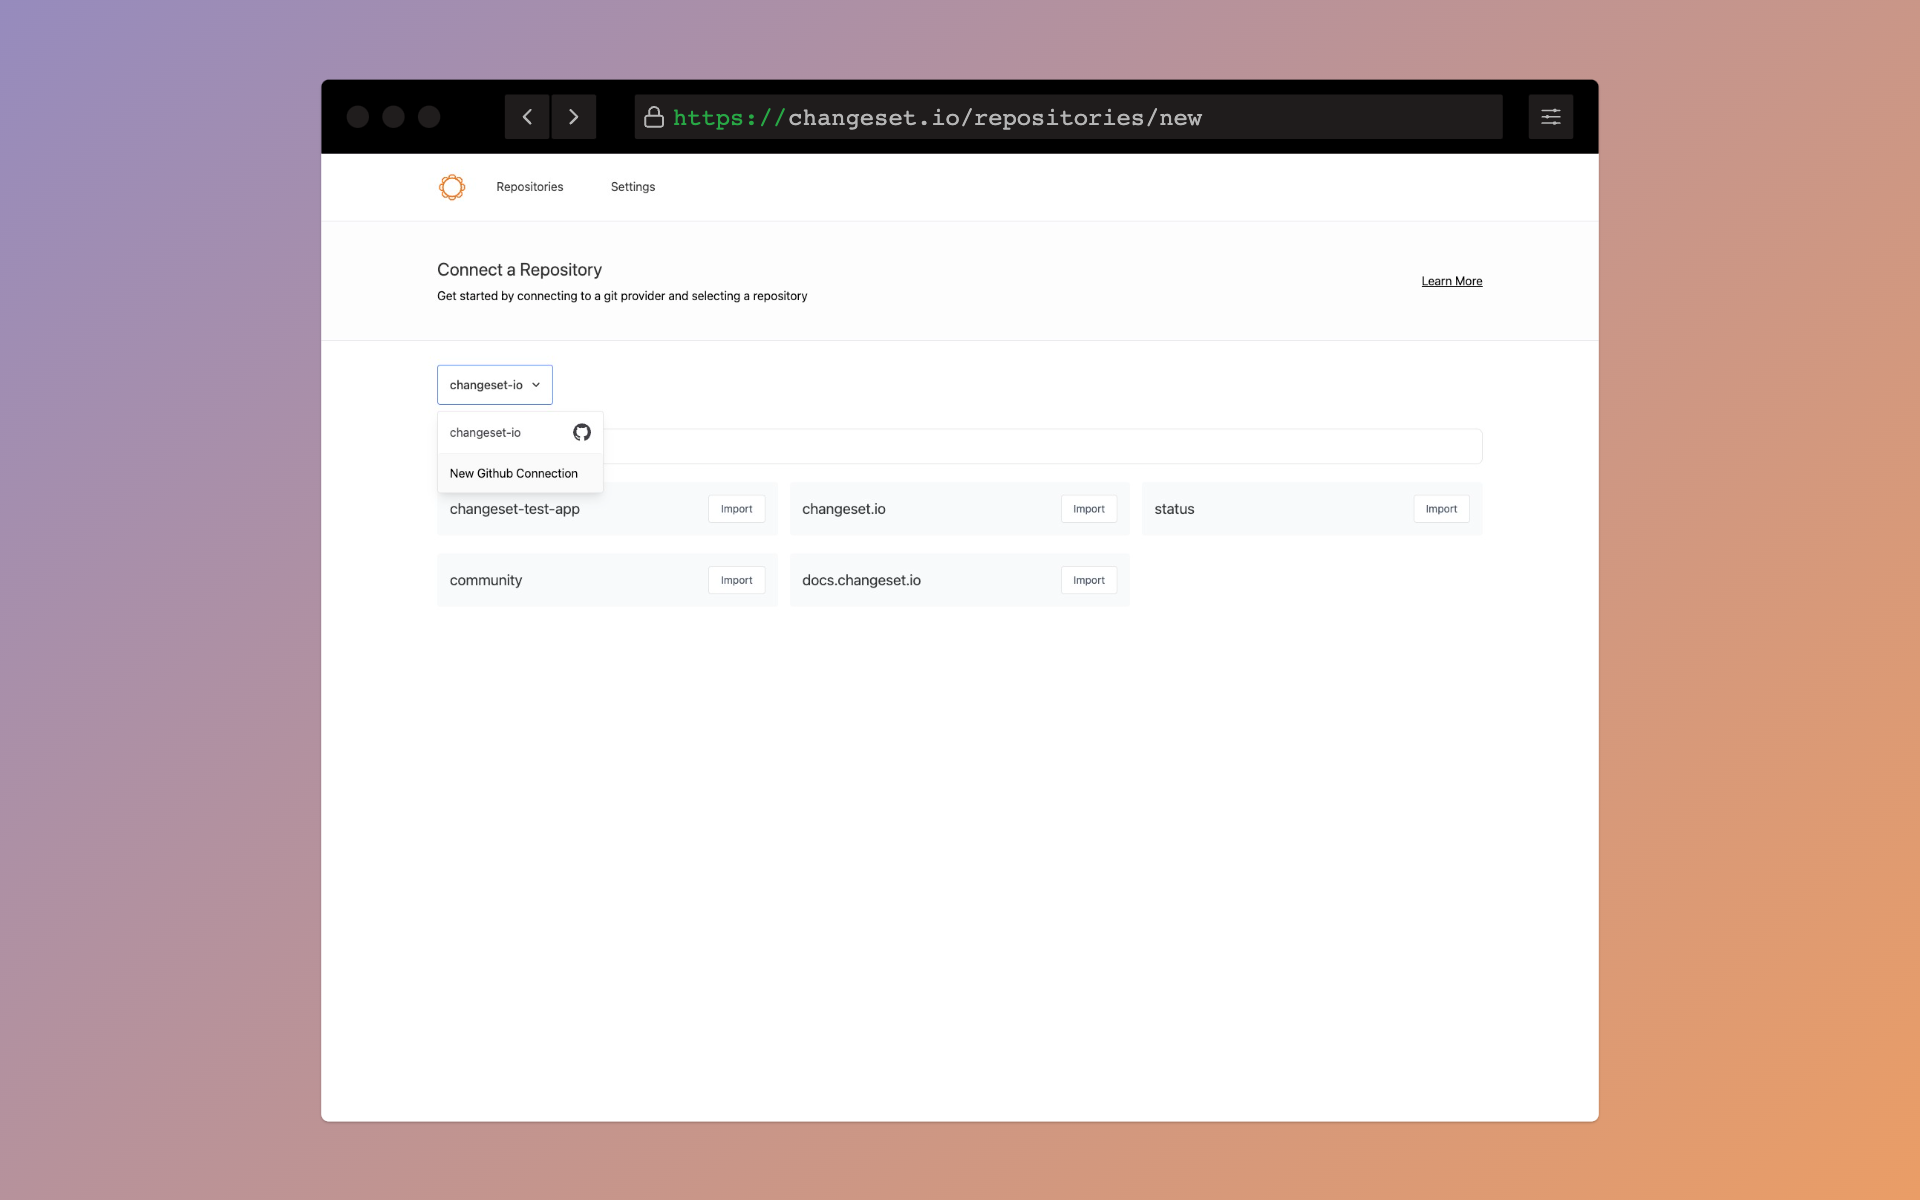 https://changeset.io/repositories/new
Repositories Settings
Connect a Repository
Get started by connecting to a git provider and selecting a repository
Learn More
changeset-io
changeset-io
New Github Connection
changeset-test-app Import changeset.io Import status Import
community Import docs.changeset.io Import